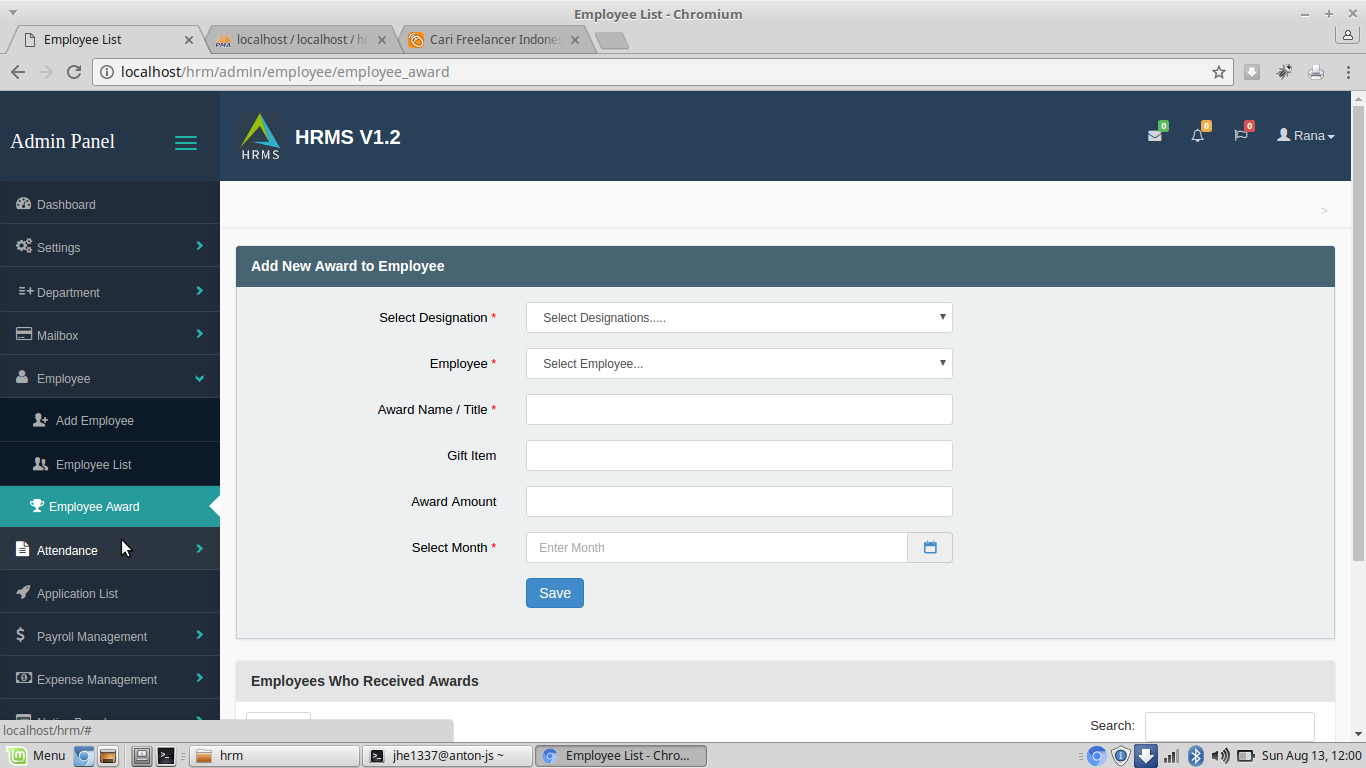 Employee List - Chromium
Employee List
localhost / localhost / hr
Cari Freelancer Indones
localhost/hrm/admin/employee/employee_award
Admin Panel
HRMS
HRMS V1.2
0
0
0
Rana
>
Dashboard
Settings
Department
Mailbox
Employee
Add Employee
Employee List
Employee Award
Attendance
Application List
Payroll Management
Expense Management
Add New Award to Employee
Select Designation *
Select Designations.....
Employee *
Select Employee...
Award Name / Title *
Gift Item
Award Amount
Select Month *
Enter Month
Save
Employees Who Received Awards
Search:
localhost/hrm/#
Menu
hrm
jhe1337@anton-js ~
Employee List - Chro...
Sun Aug 13, 12:00